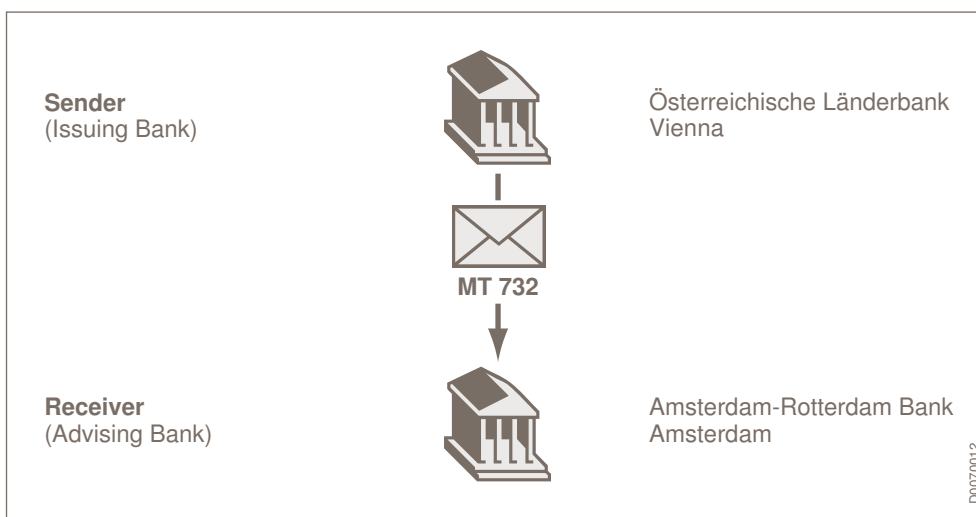 Sender
(Issuing Bank)
Österreichische Länderbank
Vienna
MT 732
Receiver
(Advising Bank)
Amsterdam-Rotterdam Bank
Amsterdam
D0070012